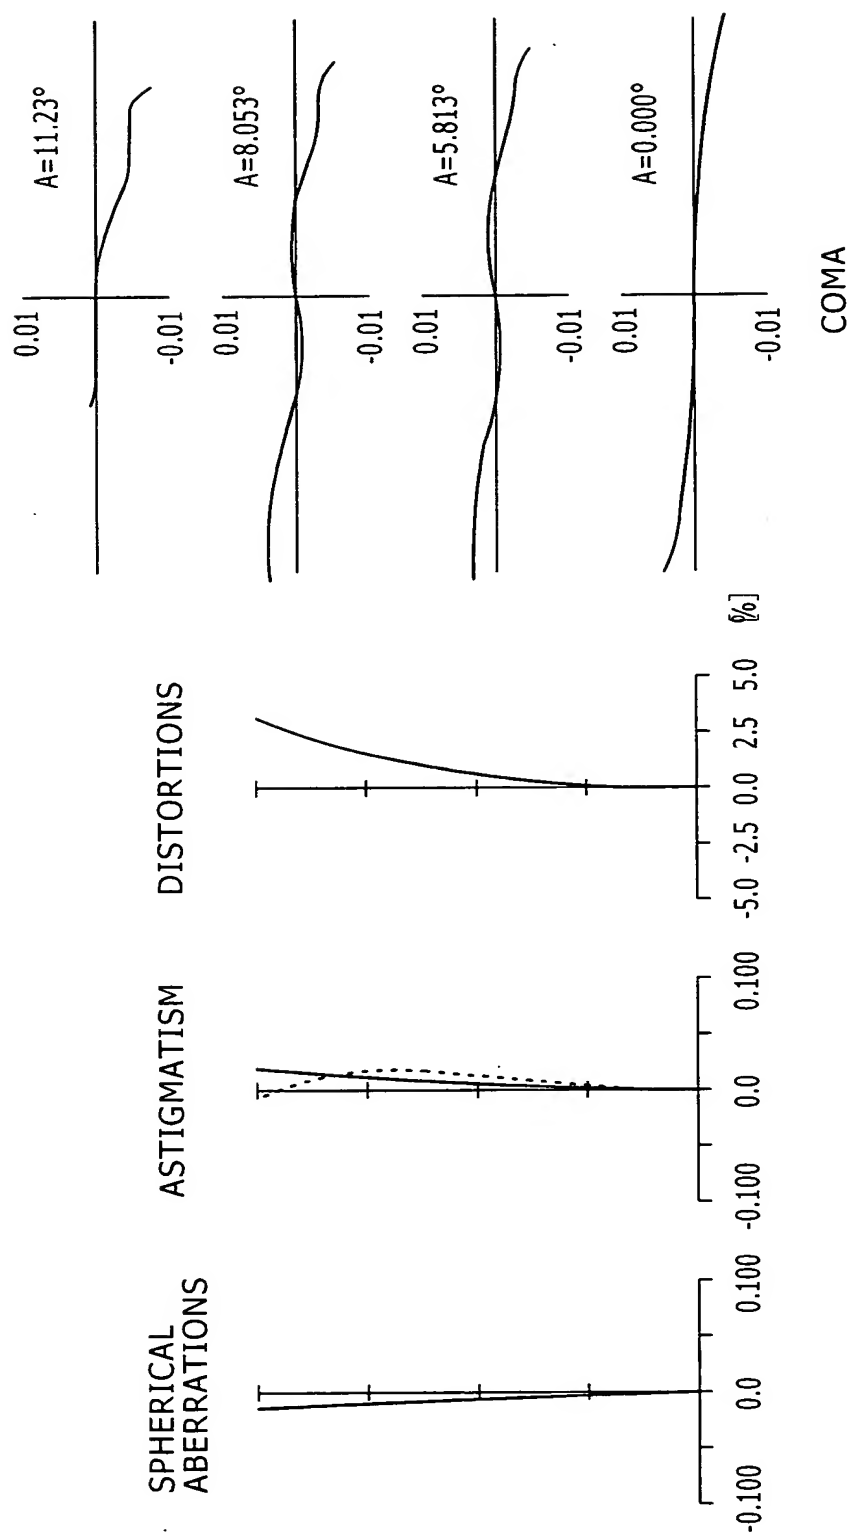 SPHERICAL
ABERRATIONS
-0.100 0.0 0.100
ASTIGMATISM
-0.100 0.0 0.100
DISTORTIONS
-5.0 -2.5 0.0 2.5 5.0 [%]
0.01
A=11.23°
-0.01
0.01
A=8.053°
-0.01
0.01
A=5.813°
-0.01
0.01
A=0.000°
-0.01
COMA